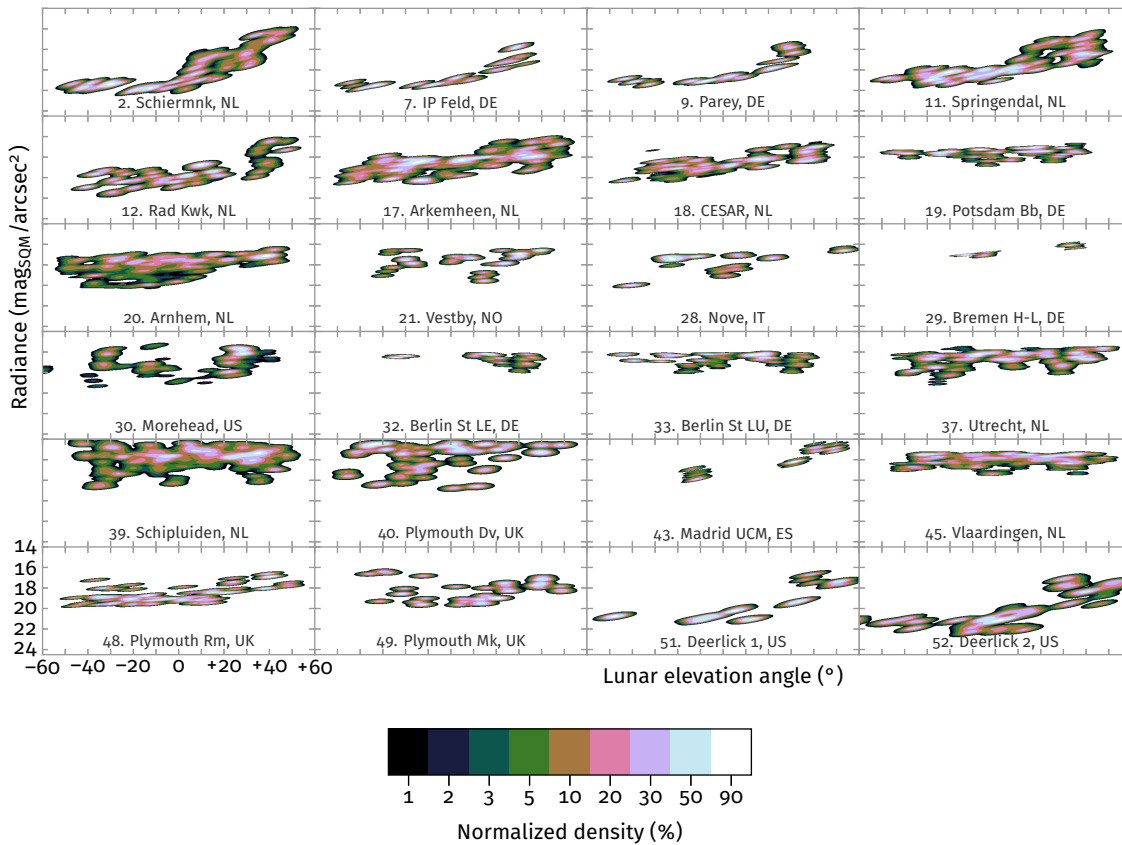 2. Schiermnk, NL
7. IP Feld, DE
9. Parey, DE
11. Springendal, NL
12. Rad Kwk, NL
17. Arkemheen, NL
18. CESAR, NL
19. Potsdam Bb, DE
Radiance (magSQM/arcsec²)
20. Arnhem, NL
21. Vestby, NO
28. Nove, IT
29. Bremen H-L, DE
30. Morehead, US
32. Berlin St LE, DE
33. Berlin St LU, DE
37. Utrecht, NL
39. Schipluiden, NL
40. Plymouth Dv, UK
43. Madrid UCM, ES
45. Vlaardingen, NL
14
16
18
20
22
24
48. Plymouth Rm, UK
49. Plymouth Mk, UK
51. Deerlick 1, US
52. Deerlick 2, US
−60 −40 −20 0 +20 +40 +60
Lunar elevation angle (°)
1 2 3 5 10 20 30 50 90
Normalized density (%)